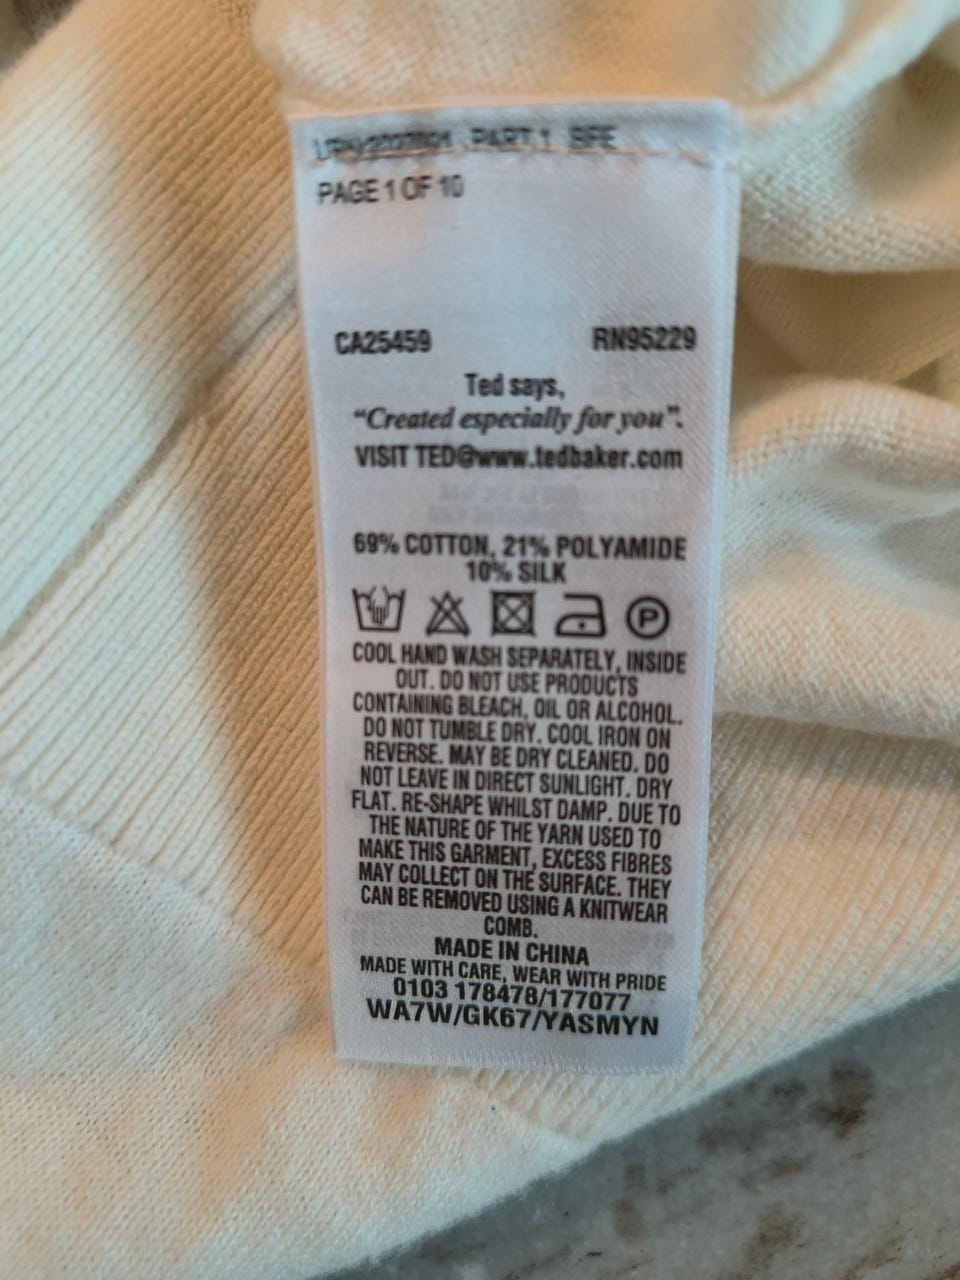 PART 1 SFE
PAGE 1 OF 10
CA25459 RN95229
Ted says,
“Created especially for you”.
VISIT TED@www.tedbaker.com
69% COTTON, 21% POLYAMIDE
10% SILK
P
COOL HAND WASH SEPARATELY, INSIDE
OUT. DO NOT USE PRODUCTS
CONTAINING BLEACH, OIL OR ALCOHOL.
DO NOT TUMBLE DRY. COOL IRON ON
REVERSE. MAY BE DRY CLEANED. DO
NOT LEAVE IN DIRECT SUNLIGHT. DRY
FLAT. RE-SHAPE WHILST DAMP. DUE TO
THE NATURE OF THE YARN USED TO
MAKE THIS GARMENT, EXCESS FIBRES
MAY COLLECT ON THE SURFACE. THEY
CAN BE REMOVED USING A KNITWEAR
COMB.
MADE IN CHINA
MADE WITH CARE, WEAR WITH PRIDE
0103 178478/177077
WA7W/GK67/YASMYN